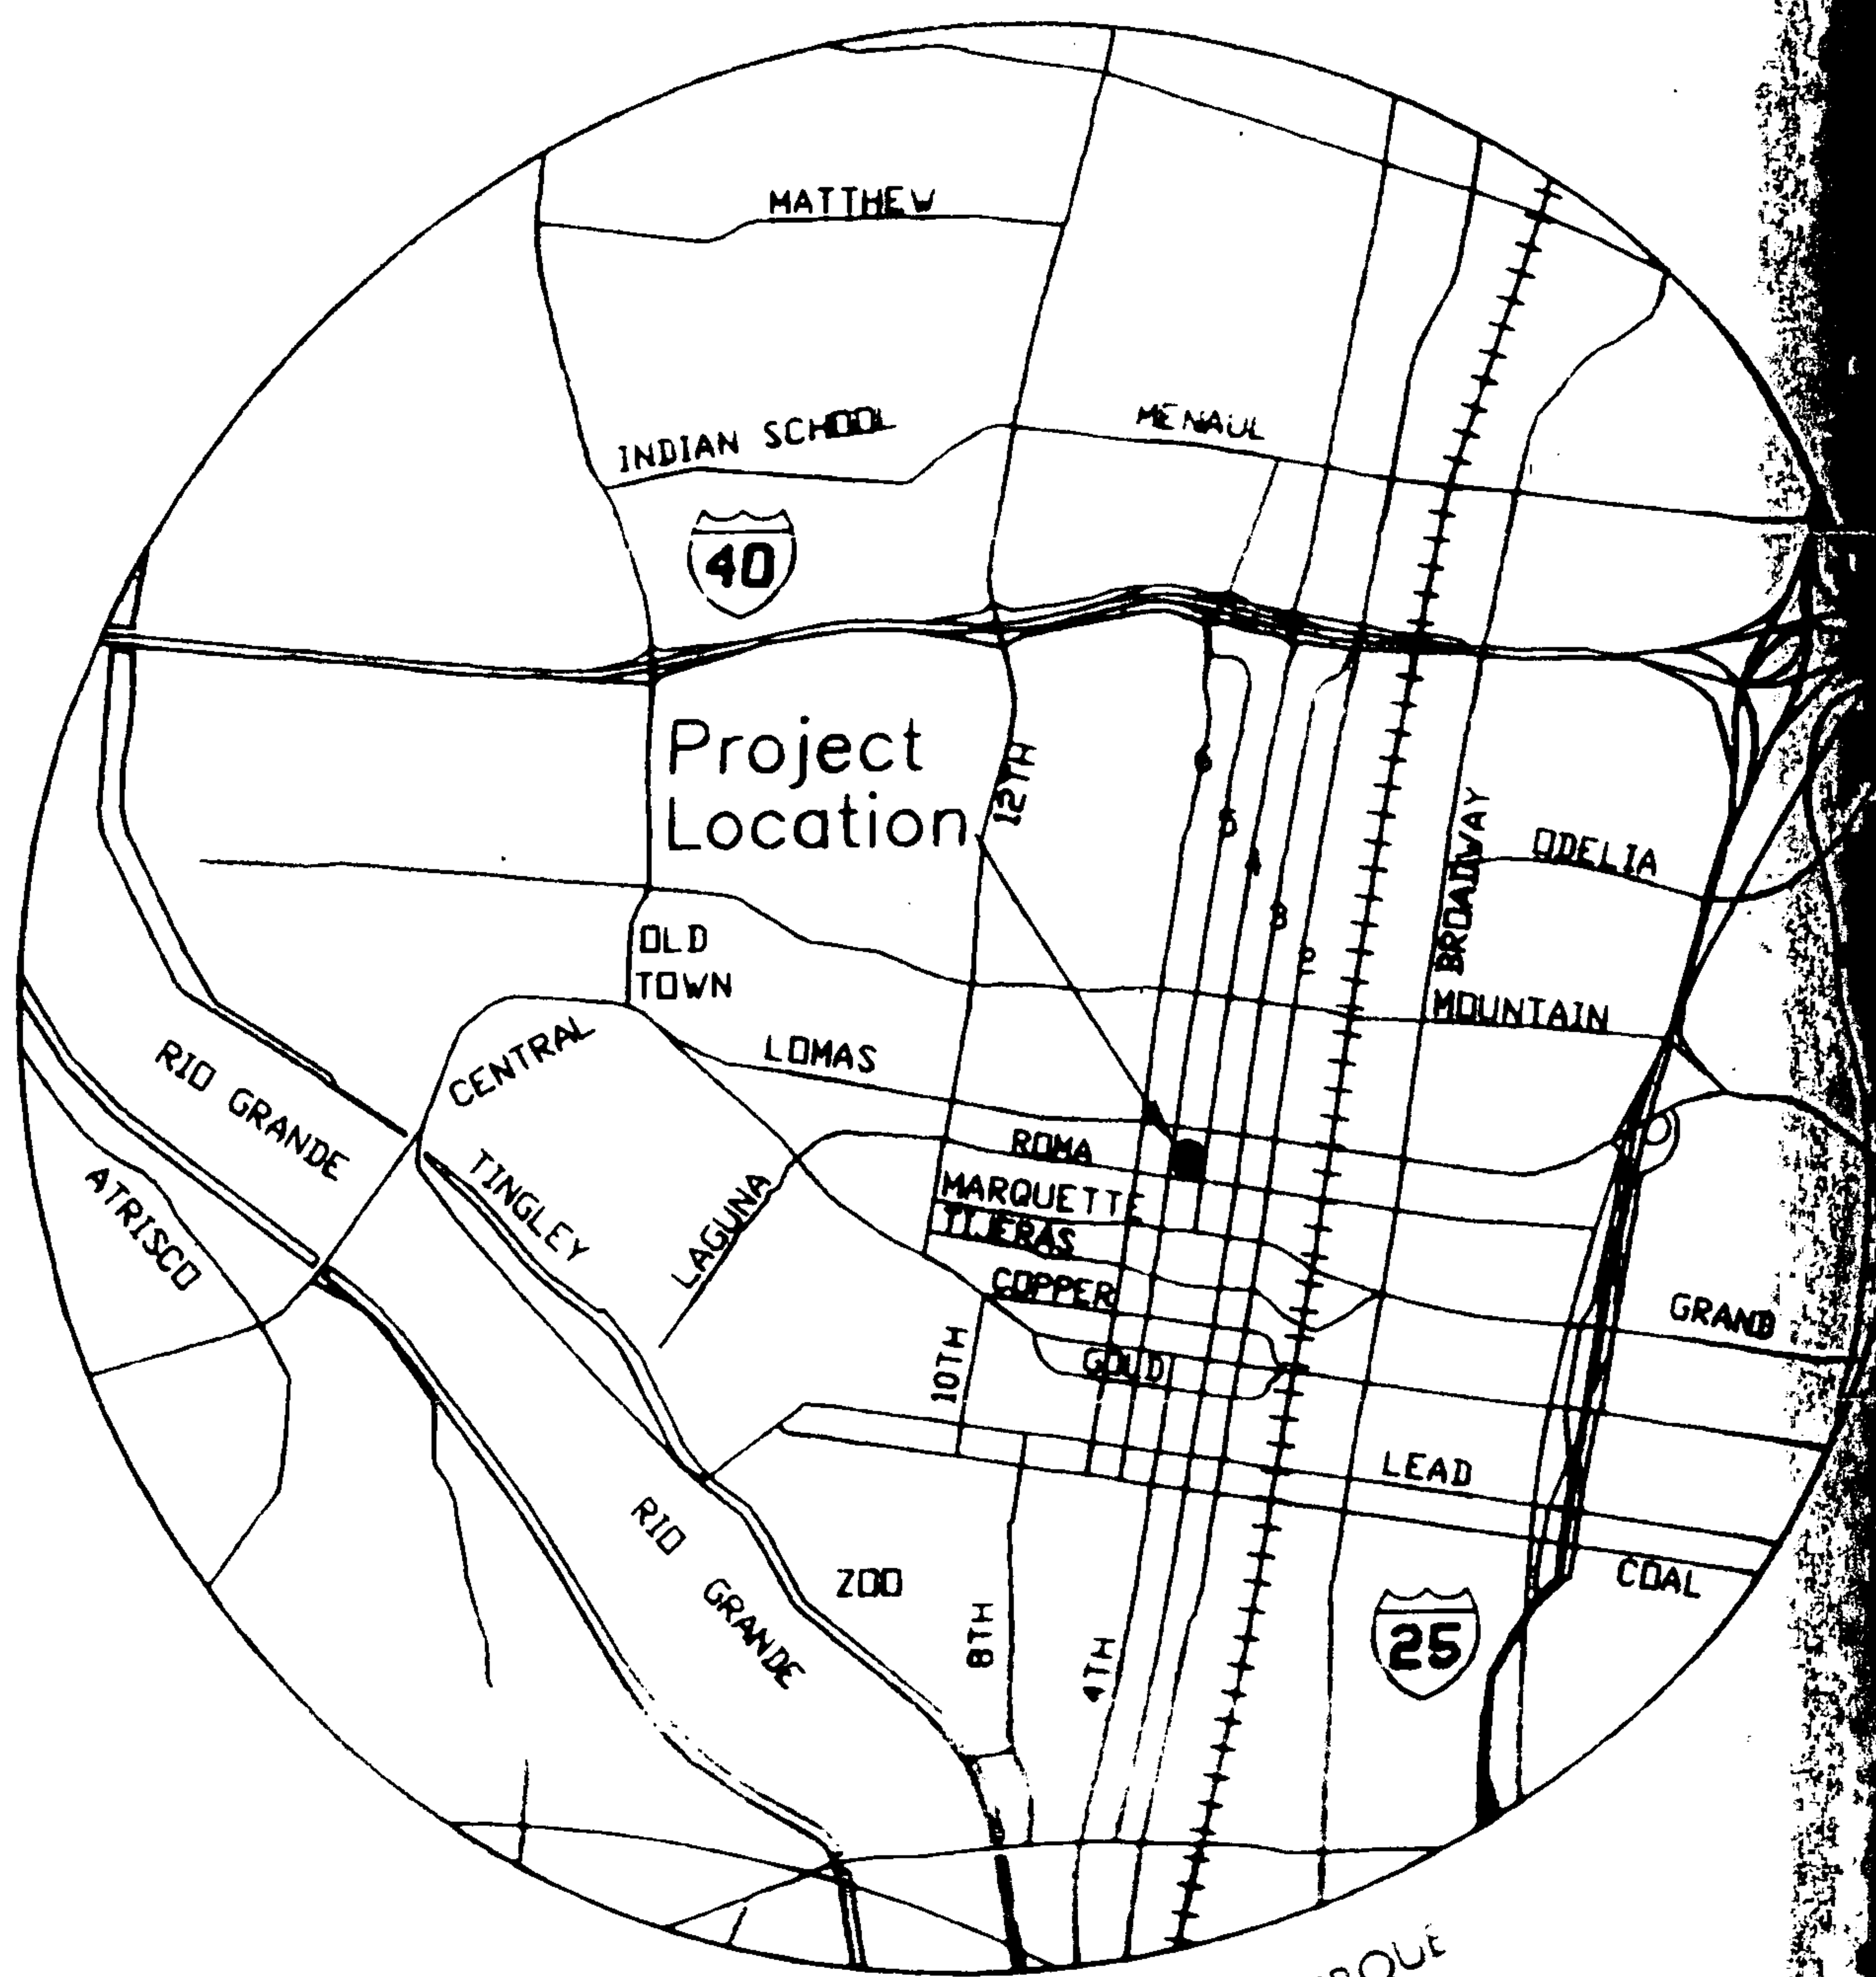 MATTHEW
INDIAN SCHOOL
MENAUL
40
Project
Location
12TH
6
5
4
3
2
BROADWAY
ODELIA
OLD
TOWN
MOUNTAIN
CENTRAL
LOMAS
RIO GRANDE
ROMA
TINGLEY
ATRISCO
LAGUNA
MARQUETTE
TIJERAS
COPPER
GRAND
10TH
LEAD
RIO GRANDE
ZOO
COAL
8TH
4TH
25